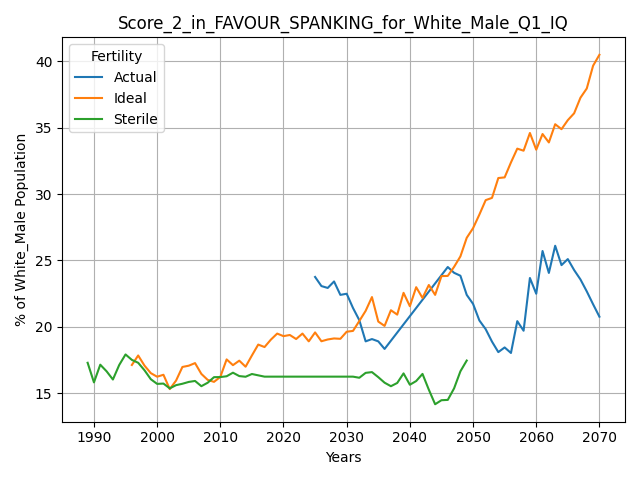 Score_2_in_FAVOUR_SPANKING_for_White_Male_Q1_IQ
Fertility
Actual
Ideal
Sterile
% of White_Male Population
40
35
30
25
20
15
1990 2000 2010 2020 2030 2040 2050 2060 2070
Years